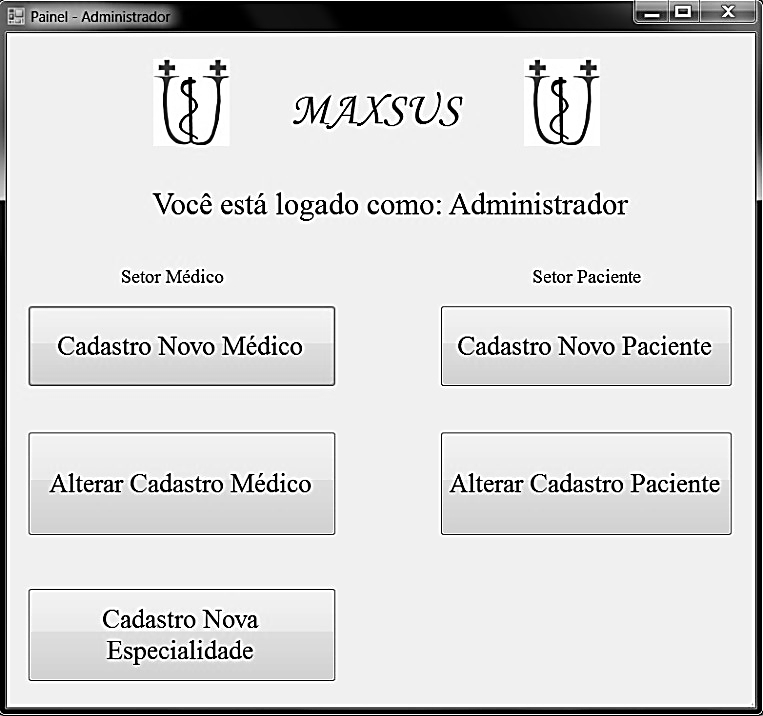 Painel - Administrador
MAXSUS
Você está logado como: Administrador
Setor Médico
Setor Paciente
Cadastro Novo Médico
Cadastro Novo Paciente
Alterar Cadastro Médico
Alterar Cadastro Paciente
Cadastro Nova
Especialidade